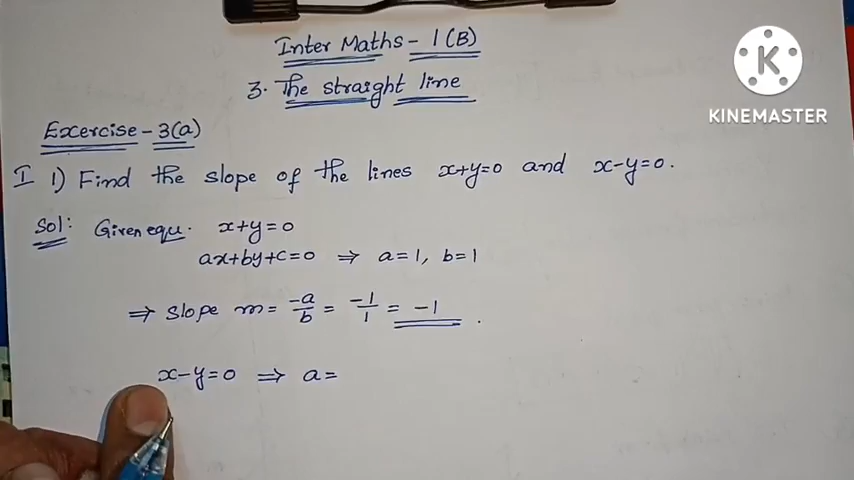 Inter Maths - 1(B)
3. The straight line
K
KINEMASTER
Excercise - 3(a)
I 1) Find the slope of the lines x+y=0 and x-y=0.
Sol: Given equ. x+y=0
ax+by+c=0 ⇒ a=1, b=1
⇒ slope m = -a/b = -1/1 = -1.
x-y=0 ⇒ a=